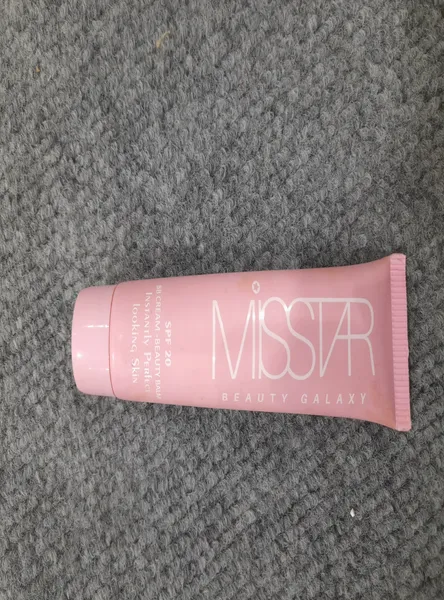 MISSTAR
BEAUTY GALAXY
SPF 20
BB CREAM - BEAUTY BALM
Instantly Perfect
looking Skin